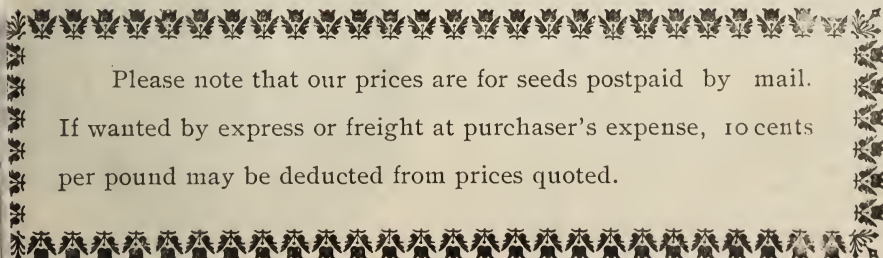 Please note that our prices are for seeds postpaid by mail.
If wanted by express or freight at purchaser's expense, 10 cents
per pound may be deducted from prices quoted.